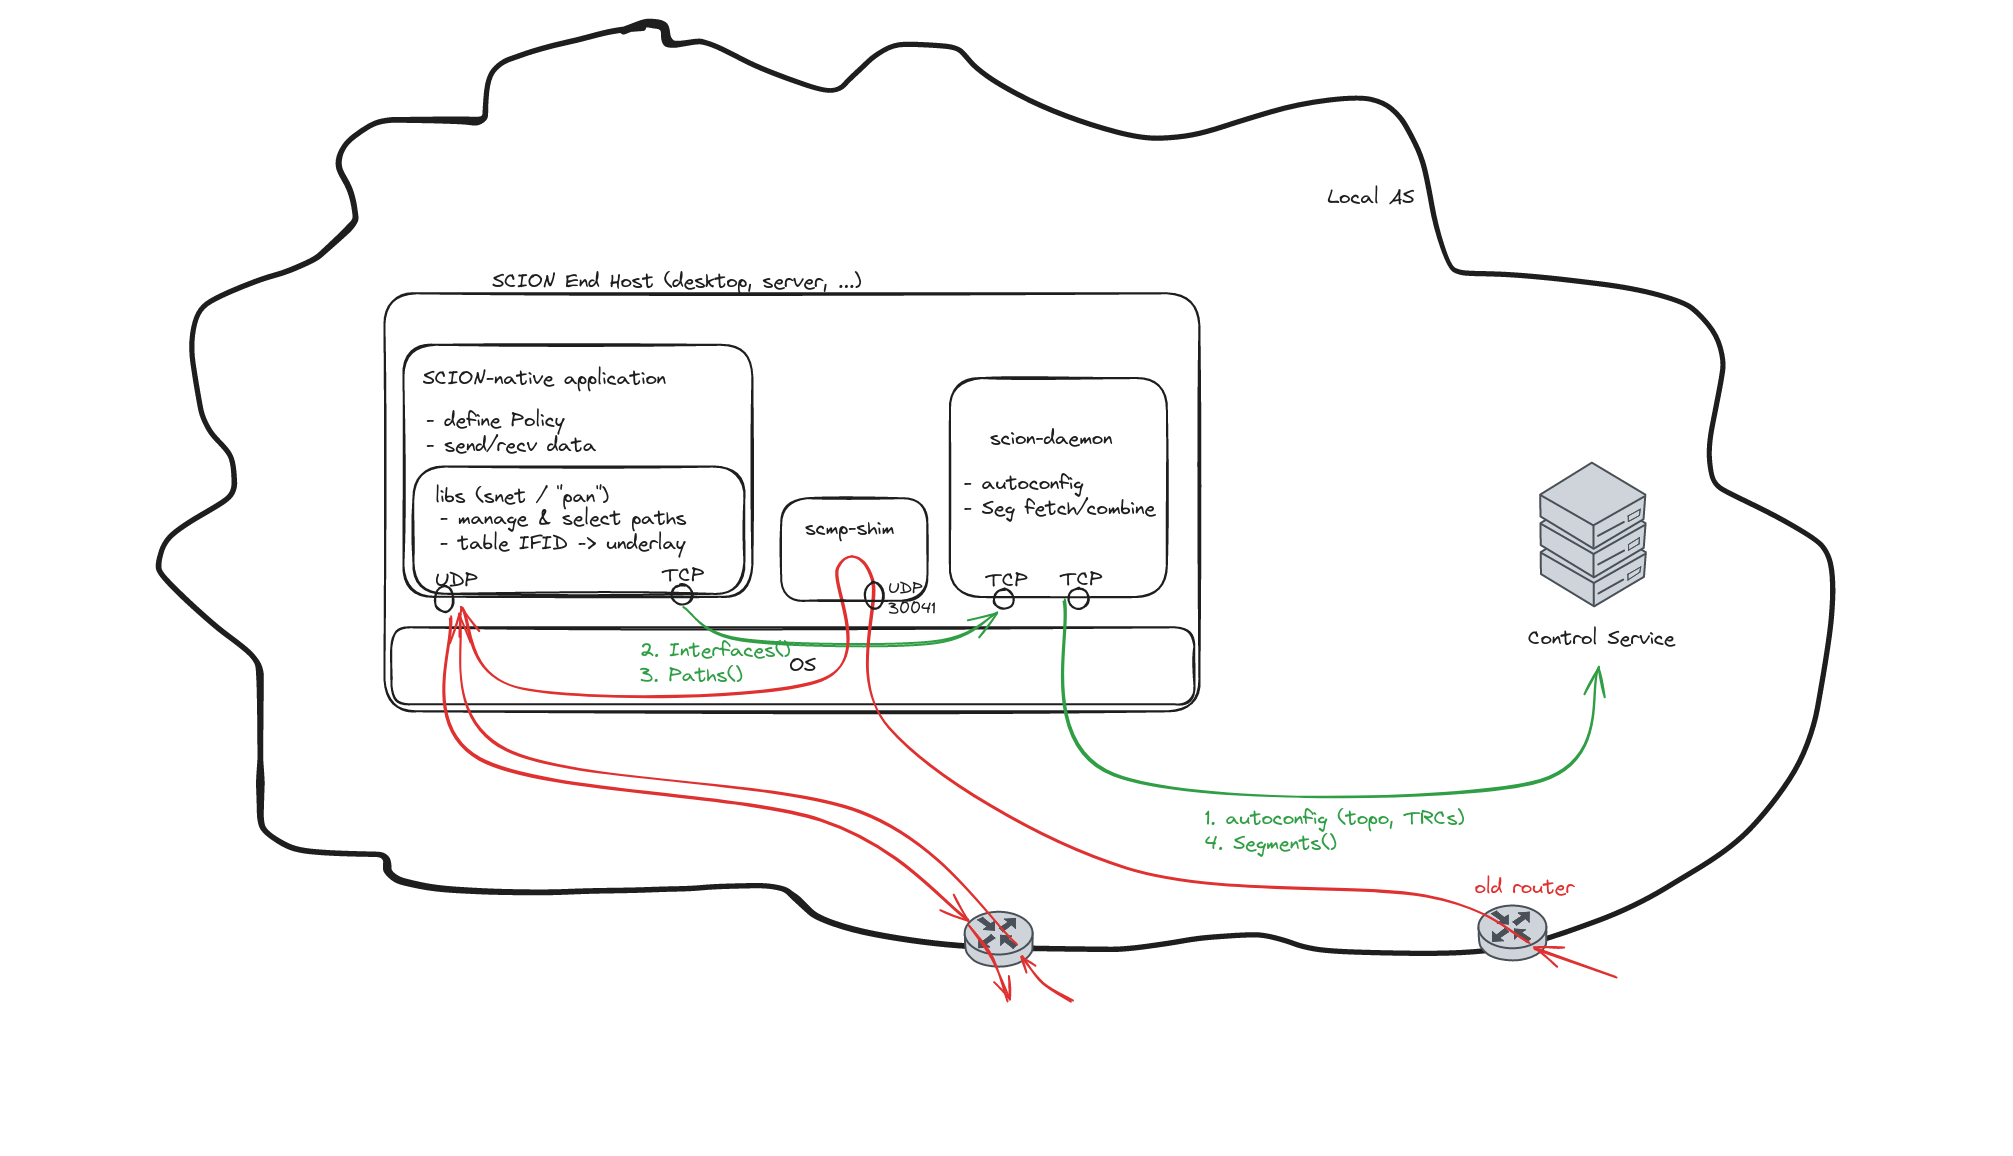 Local AS
SCION End Host (desktop, server, ...)
SCION-native application
- define Policy
- send/recv data
libs (snet / "pan")
- manage & select paths
- table IFID -> underlay
UDP
TCP
scmp-shim
UDP
30041
scion-daemon
- autoconfig
- Seg fetch/combine
TCP
TCP
2. Interfaces()
3. Paths()
OS
Control Service
1. autoconfig (topo, TRCs)
4. Segments()
old router